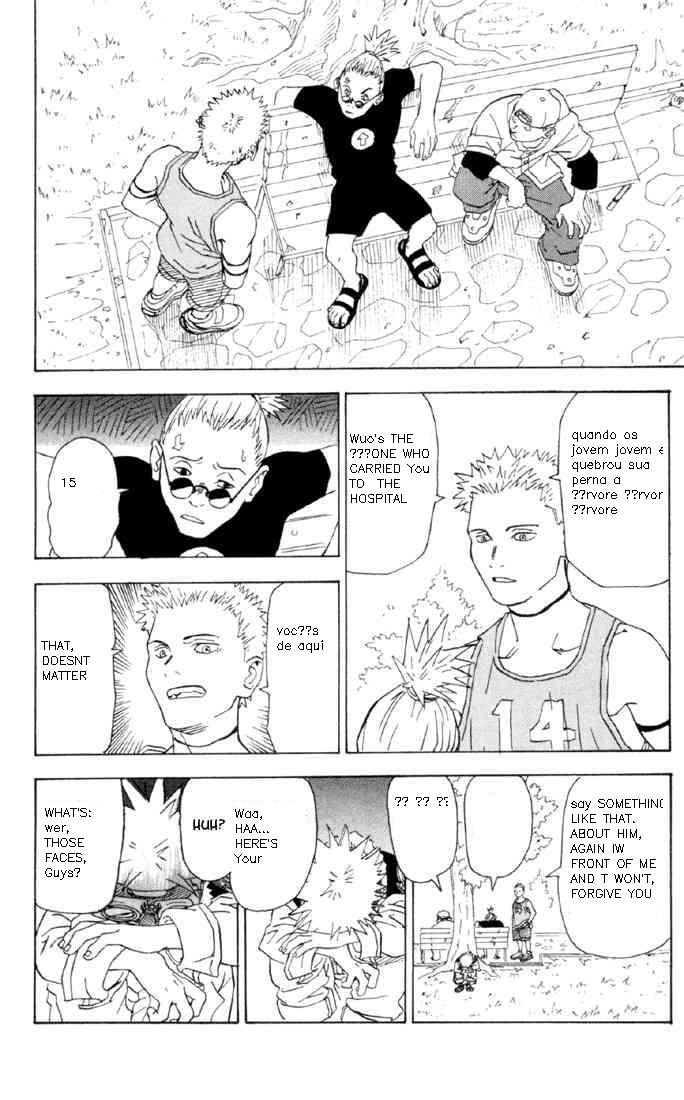 quando os
jovem jovem e
quebrou sua
perna a
??rvore ??rvor
??rvore
Wuo's THE
???ONE WHO
CARRIED You
TO THE
HOSPITAL
14
15
voc??s
de aquí
THAT,
DOESNT
MATTER
say SOMETHING
LIKE THAT.
ABOUT HIM,
AGAIN IW
FRONT OF ME
AND T WON'T,
FORGIVE YOU
?? ?? ??
Waa,
HAA...
HERE'S
Your
HUH?
WHAT'S:
wer,
THOSE
FACES,
Guys?